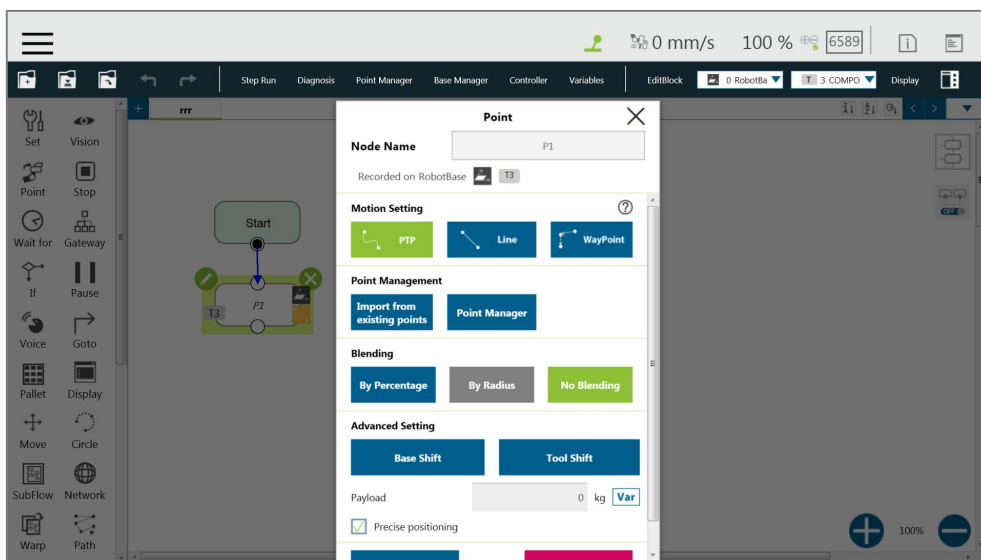 0 mm/s 100 % 6589
Step Run Diagnosis Point Manager Base Manager Controller Variables EditBlock 0 RobotBa T 3 COMPO Display
+ rrr
Set Vision
Point Stop
Wait for Gateway
If Pause
Voice Goto
Pallet Display
Move Circle
SubFlow Network
Warp Path
Start
T3 P1
Point
Node Name P1
Recorded on RobotBase T3
Motion Setting
PTP Line WayPoint
Point Management
Import from
existing points
Point Manager
Blending
By Percentage By Radius No Blending
Advanced Setting
Base Shift Tool Shift
Payload 0 kg Var
Precise positioning
OFF
100%